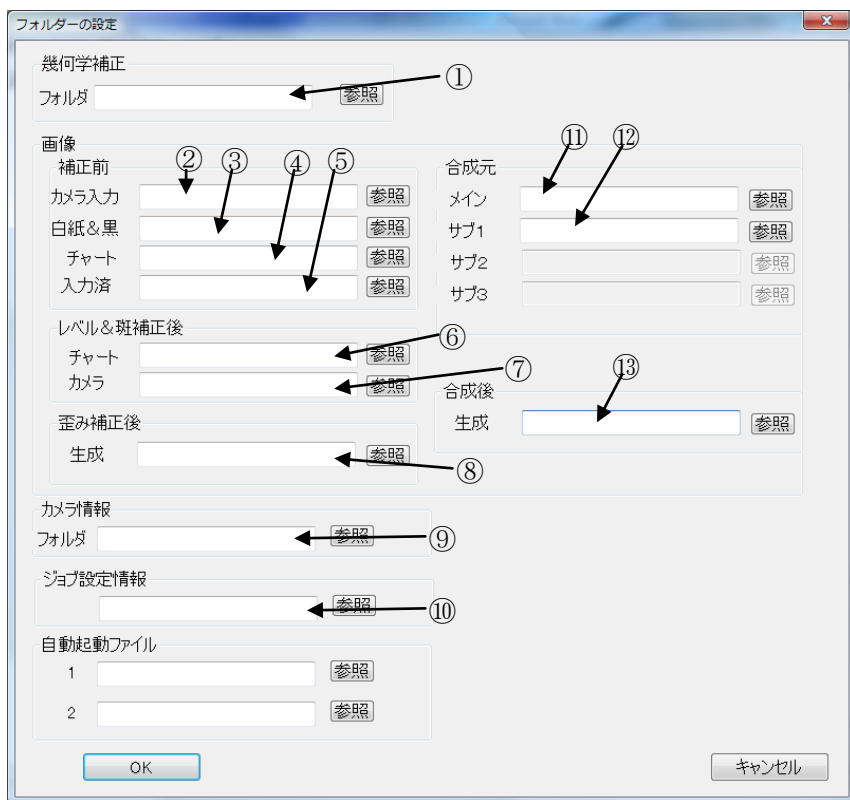 フォルダーの設定
幾何学補正
フォルダ 参照 ①
画像
補正前 ② ③ ④ ⑤
カメラ入力 参照
白紙&黒 参照
チャート 参照
入力済 参照
レベル&斑補正後
チャート 参照 ⑥
カメラ 参照 ⑦
歪み補正後
生成 参照 ⑧
合成元 ⑪ ⑫
メイン 参照
サブ1 参照
サブ2 参照
サブ3 参照
合成後 ⑬
生成 参照
カメラ情報
フォルダ 参照 ⑨
ジョブ設定情報
参照 ⑩
自動起動ファイル
1 参照
2 参照
OK キャンセル